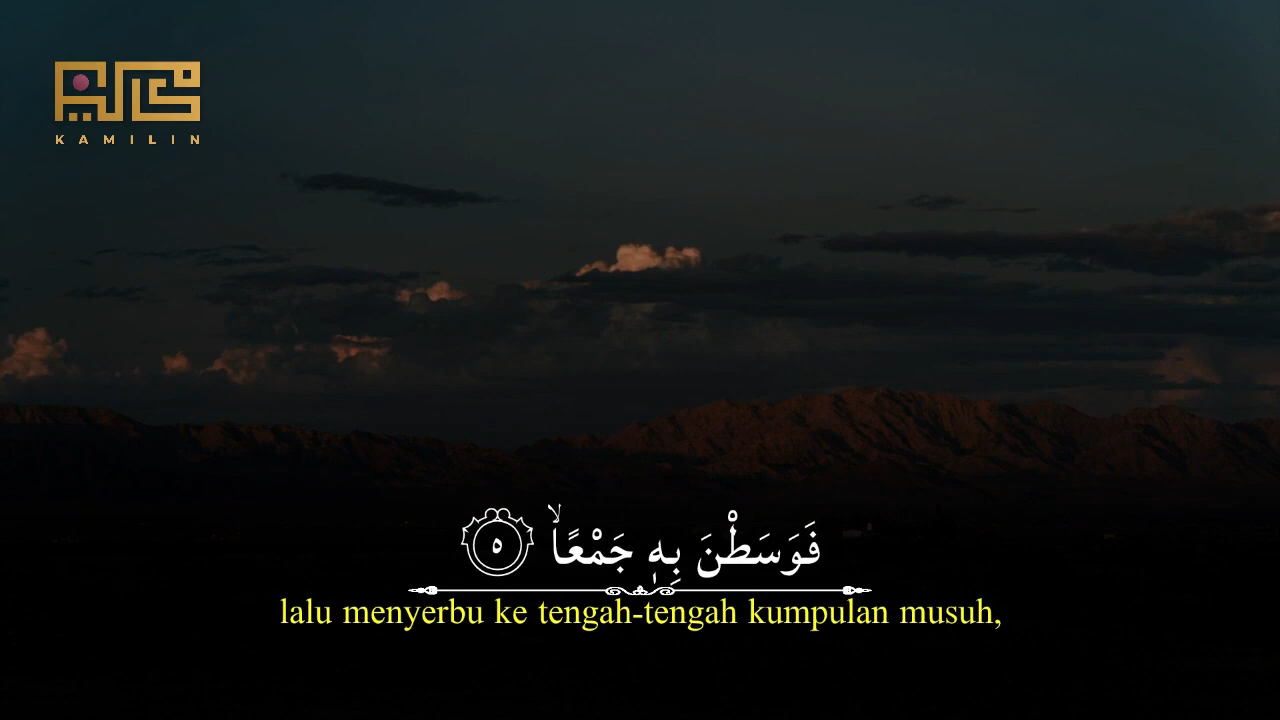 KAMILIN
فَوَسَطْنَ بِهٖ جَمْعًاۙ ٥
lalu menyerbu ke tengah-tengah kumpulan musuh,